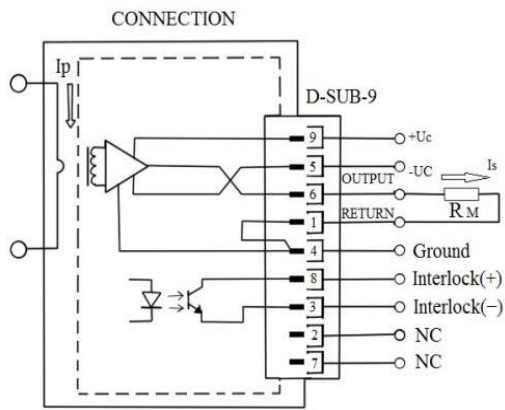 CONNECTION
Ip
D-SUB-9
9 +Uc
5 -UC
OUTPUT Is
6
RM
RETURN
1
4 Ground
8 Interlock(+)
3 Interlock(−)
2 NC
7 NC